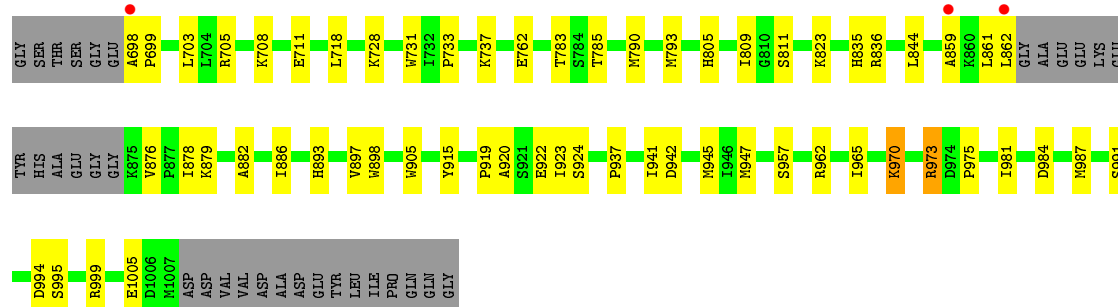 GLY SER THR SER GLY GLU A698 P699 L703 L704 R705 K708 E711 L718 K728 W731 I732 P733 K737 E762 T783 S784 T785 M790 M793 H805 I809 G810 S811 K823 H835 R836 L844 A859 K860 L861 L862 GLY ALA GLU GLU LYS GLU
TYR HIS ALA GLU GLY GLY K875 V876 P877 I878 K879 A882 I886 H893 V897 W898 W905 Y915 P919 A920 S921 E922 I923 S924 P937 I941 D942 M945 I946 M947 S957 R962 I965 K970 R973 D974 P975 I981 D984 M987 S991
D994 S995 R999 E1005 D1006 M1007 ASP ASP VAL VAL ASP ALA ASP GLU TYR LEU ILE PRO GLN GLN GLY